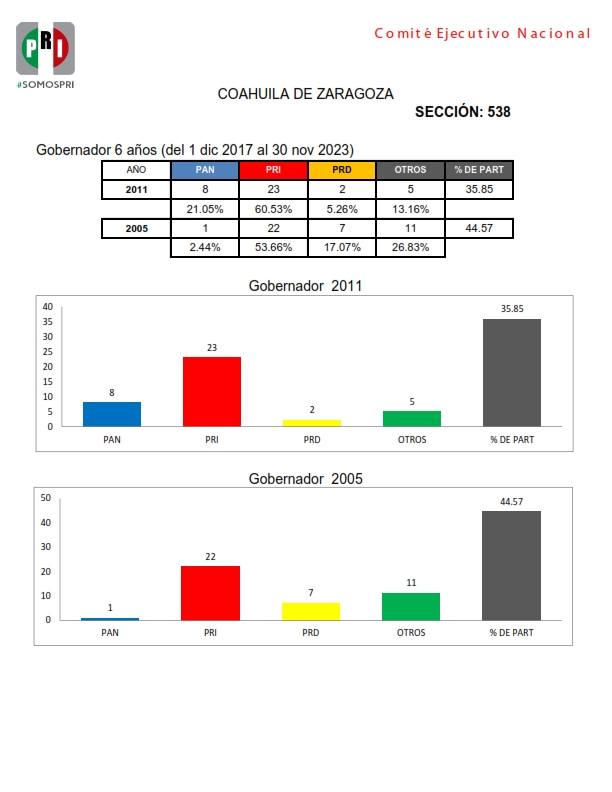 PRI
#SOMOSPRI
Comité Ejecutivo Nacional
COAHUILA DE ZARAGOZA
SECCIÓN: 538
Gobernador 6 años (del 1 dic 2017 al 30 nov 2023)
AÑO PAN PRI PRD OTROS % DE PART
2011 8 23 2 5 35.85
21.05% 60.53% 5.26% 13.16%
2005 1 22 7 11 44.57
2.44% 53.66% 17.07% 26.83%
Gobernador 2011
40
35
30
25
20
15
10
5
0
8
23
2
5
35.85
PAN PRI PRD OTROS % DE PART
Gobernador 2005
50
40
30
20
10
0
1
22
7
11
44.57
PAN PRI PRD OTROS % DE PART